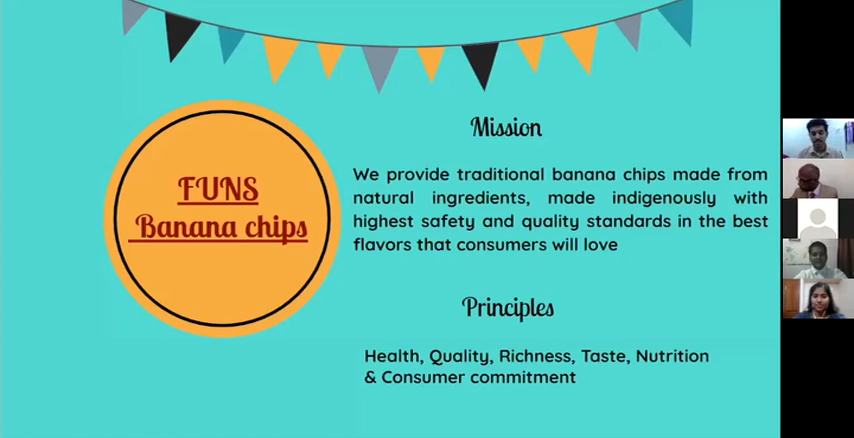 FUNS
Banana chips
Mission
We provide traditional banana chips made from
natural ingredients, made indigenously with
highest safety and quality standards in the best
flavors that consumers will love
Principles
Health, Quality, Richness, Taste, Nutrition
& Consumer commitment